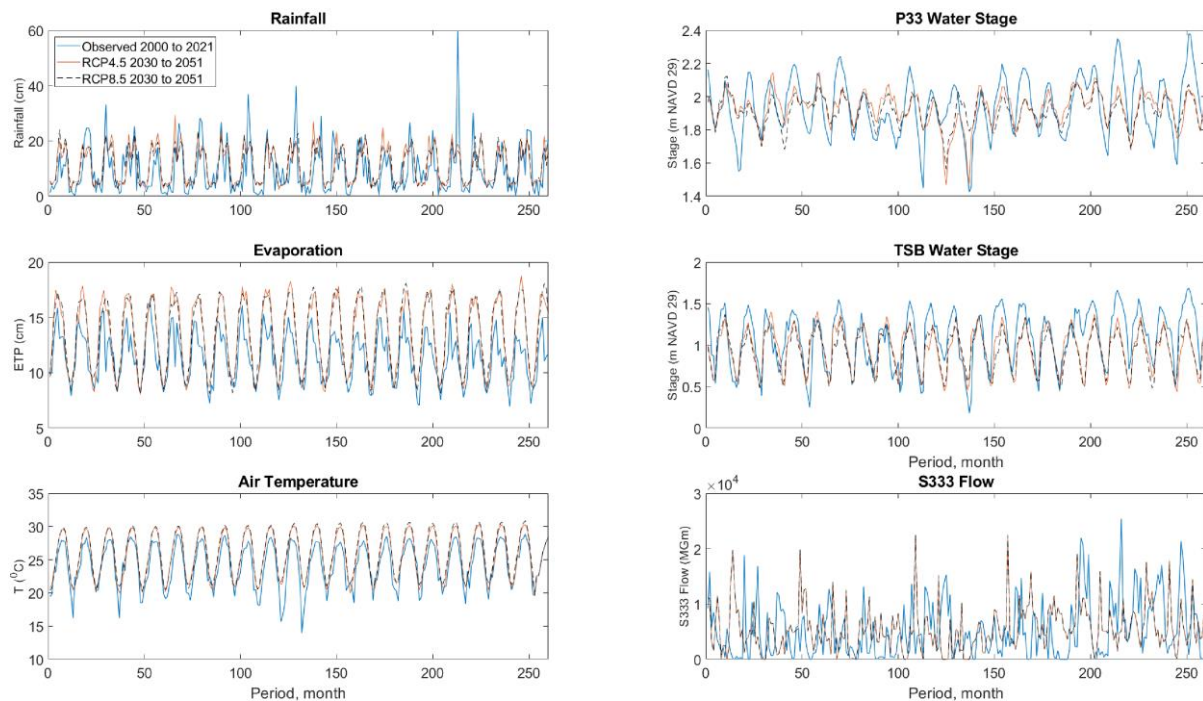 Rainfall
60
40
20
0
Rainfall (cm)
Observed 2000 to 2021
RCP4.5 2030 to 2051
RCP8.5 2030 to 2051
0 50 100 150 200 250
P33 Water Stage
2.4
2.2
2
1.8
1.6
1.4
Stage (m NAVD 29)
0 50 100 150 200 250
Evaporation
20
15
10
5
ETP (cm)
0 50 100 150 200 250
TSB Water Stage
2
1.5
1
0.5
0
Stage (m NAVD 29)
0 50 100 150 200 250
Period, month
Air Temperature
35
30
25
20
15
10
T (⁰C)
0 50 100 150 200 250
Period, month
×10⁴
S333 Flow
3
2
1
0
S333 Flow (MGm)
0 50 100 150 200 250
Period, month